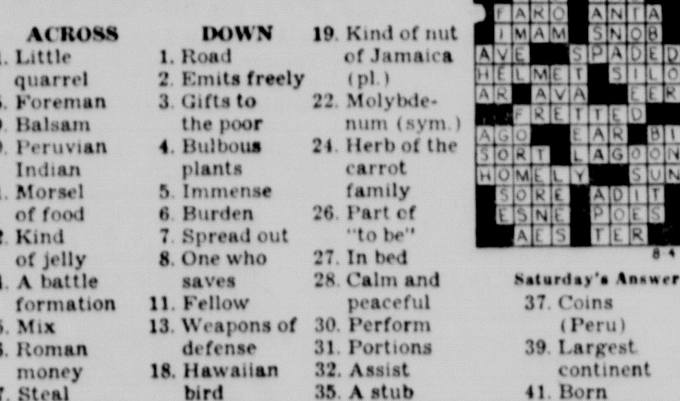 ACROSS
. Little
quarrel
. Foreman
. Balsam
. Peruvian
Indian
. Morsel
of food
. Kind
of jelly
. A battle
formation
. Mix
. Roman
money
. Steal
DOWN
1. Road
2. Emits freely
3. Gifts to
the poor
4. Bulbous
plants
5. Immense
6. Burden
7. Spread out
8. One who
saves
11. Fellow
13. Weapons of
defense
18. Hawaiian
bird
19. Kind of nut
of Jamaica
(pl.)
22. Molybde-
num (sym.)
24. Herb of the
carrot
family
26. Part of
"to be"
27. In bed
28. Calm and
peaceful
30. Perform
31. Portions
32. Assist
35. A stub
FARO ANTA
IMAM SNOB
AVE SPADED
HELMET SILO
AR AVA EER
FRETTED
AGO EAR BI
SORT LAGOON
HOMELY SUN
SORE ADIT
ESNE POES
AES TER
8-4
Saturday's Answer
37. Coins
(Peru)
39. Largest
continent
41. Born